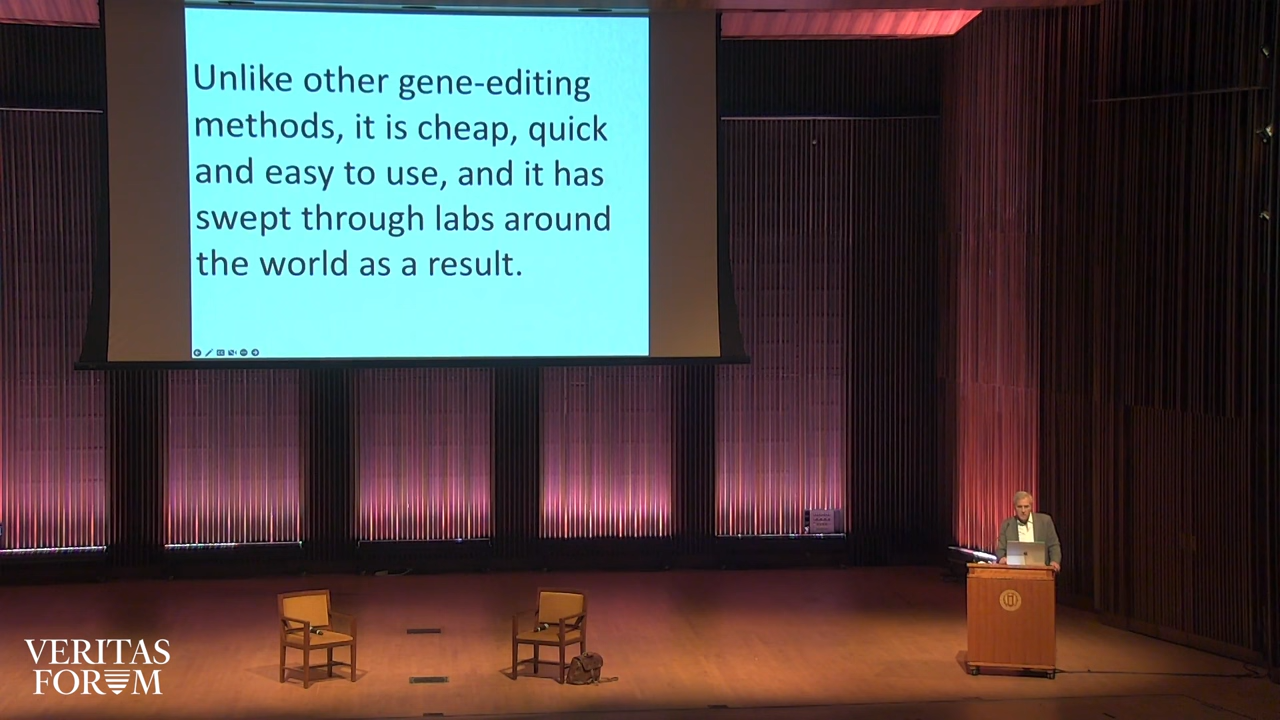 Unlike other gene-editing
methods, it is cheap, quick
and easy to use, and it has
swept through labs around
the world as a result.
VERITAS
FORUM